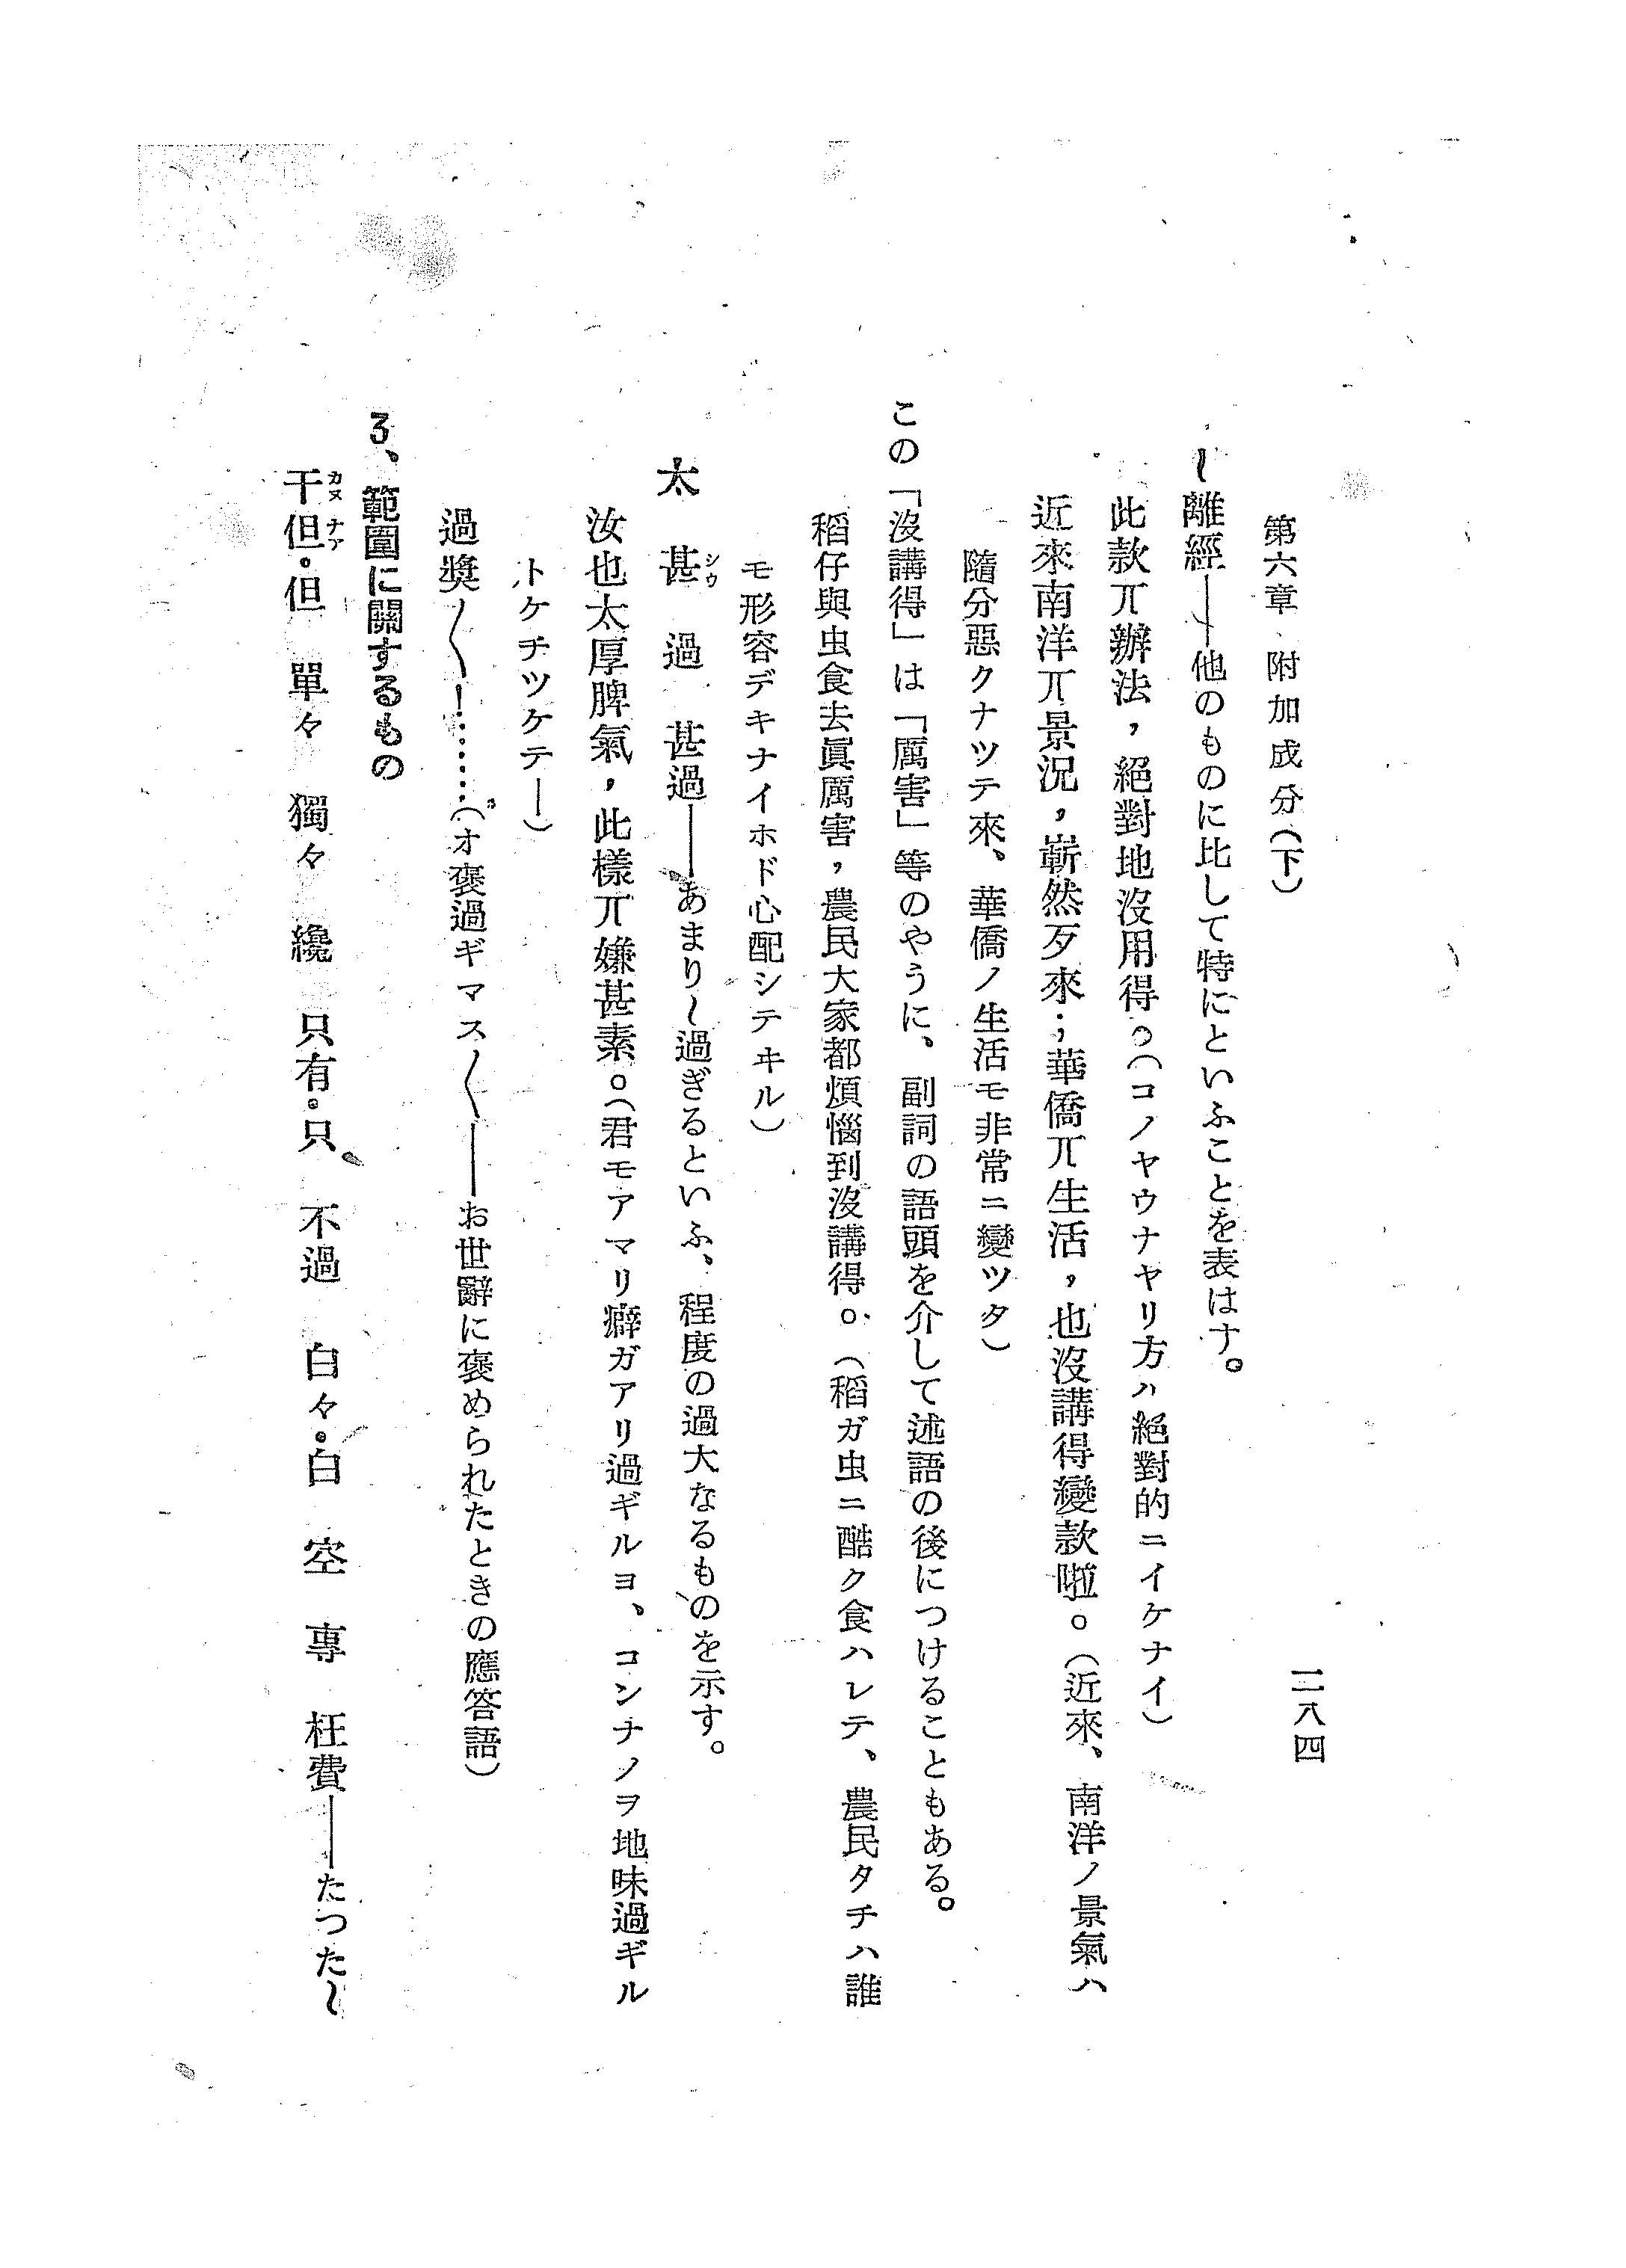 第六章 附加成分(下)
二八四
〜離經——他のものに比して特にといふことを表はす。
此款丌辦法，絕對地沒用得。(コノヤウナヤリ方ハ絕對的ニイケナイ)
近來南洋丌景況，嶄然歹來；華僑丌生活，也沒講得變款啦。(近來、南洋ノ景氣ハ
隨分惡クナツテ來、華僑ノ生活モ非常ニ變ツタ)
この「沒講得」は「厲害」等のやうに、副詞の語頭を介して述語の後につけることもある。
稻仔與虫食去眞厲害，農民大家都煩惱到沒講得。(稻ガ虫ニ酷ク食ハレテ、農民タチハ誰
モ形容デキナイホド心配シテヰル)
太 甚シウ 過 甚過——あまり〜過ぎるといふ、程度の過大なるものを示す。
汝也太厚脾氣，此樣丌嫌甚素。(君モアマリ癖ガアリ過ギルヨ、コンナノヲ地味過ギル
トケチツケテ—)
過獎〱！……(オ褒過ギマス〱——お世辭に褒められたときの應答語)
3、範圍に關するもの
干カヌ但ナア・但 單々 獨々 纔 只有・只 不過 白々・白 空 專 枉費——たつた〜